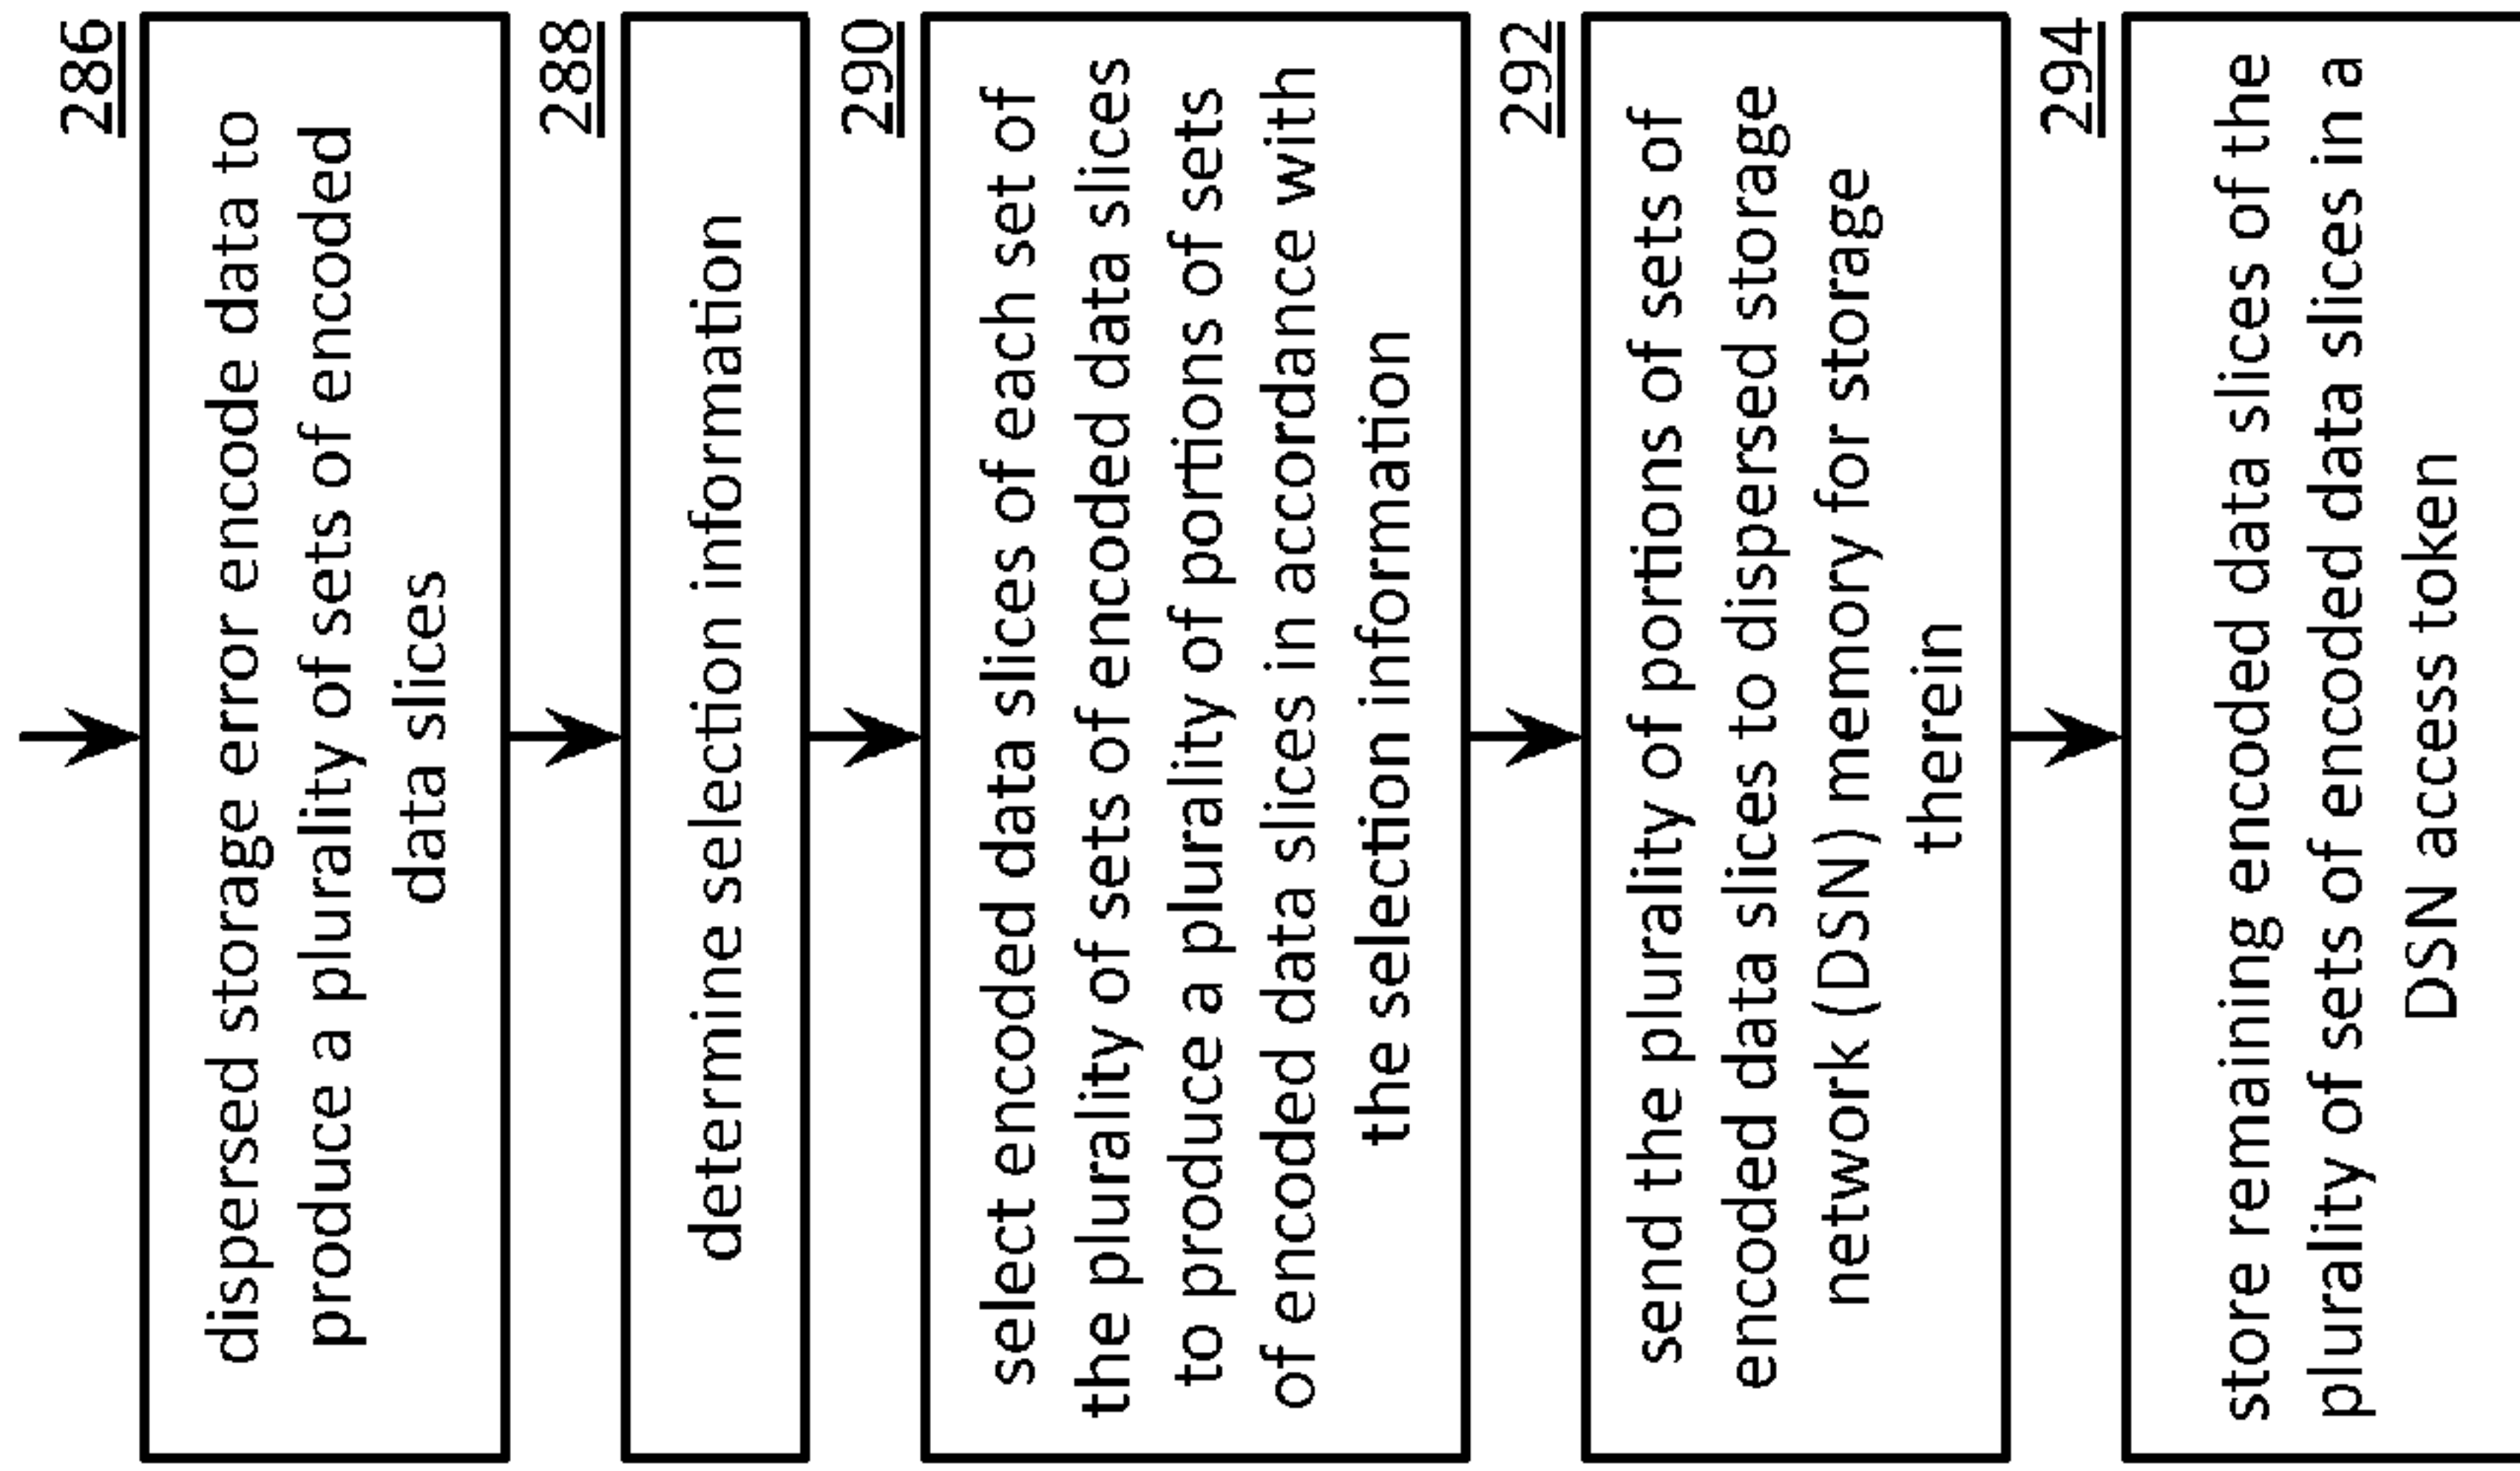 286
dispersed storage error encode data to
produce a plurality of sets of encoded
data slices
288
determine selection information
290
select encoded data slices of each set of
the plurality of sets of encoded data slices
to produce a plurality of portions of sets
of encoded data slices in accordance with
the selection information
292
send the plurality of portions of sets of
encoded data slices to dispersed storage
network (DSN) memory for storage
therein
294
store remaining encoded data slices of the
plurality of sets of encoded data slices in a
DSN access token